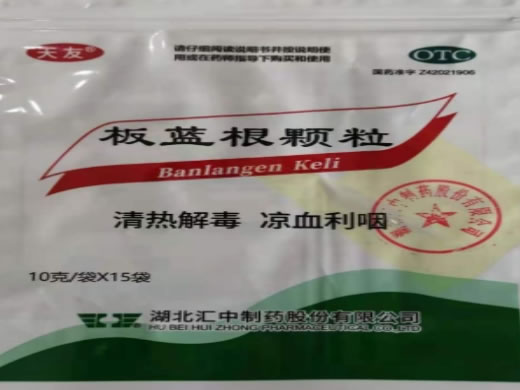 天友®
请仔细阅读说明书并按说明使
用或在药师指导下购买和使用
OTC
国药准字 Z42021906
板蓝根颗粒
Banlangen Keli
清热解毒 凉血利咽
10克/袋X15袋
湖北汇中制药股份有限公司
HU BEI HUI ZHONG PHARMACEUTICAL CO., LTD